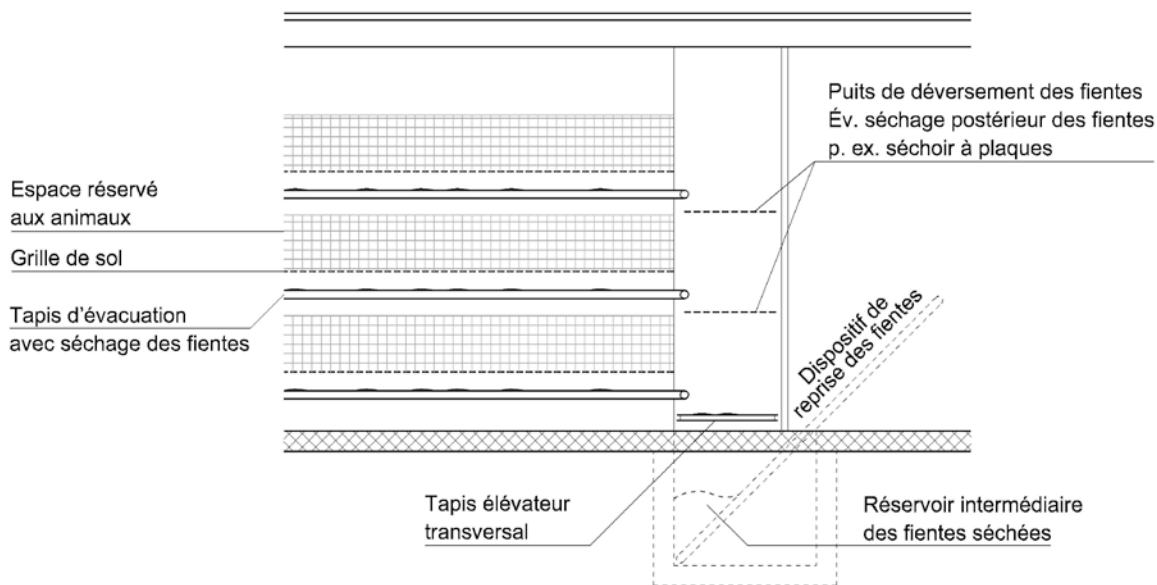 Puits de déversement des fientes
Év. séchage postérieur des fientes
p. ex. séchoir à plaques
Espace réservé
aux animaux
Grille de sol
Tapis d'évacuation
avec séchage des fientes
Dispositif de
reprise des fientes
Tapis élévateur
transversal
Réservoir intermédiaire
des fientes séchées